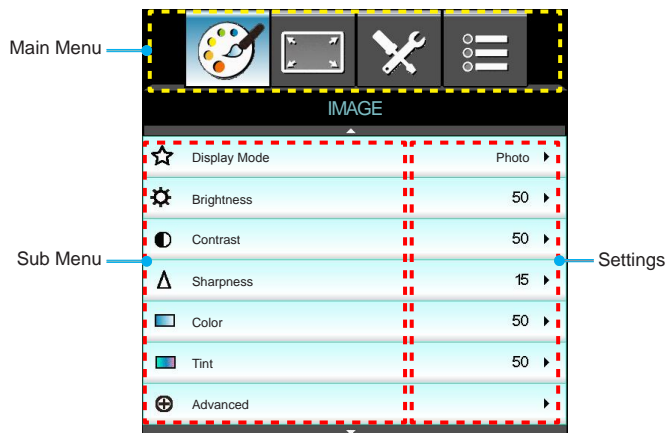 Main Menu
IMAGE
Display Mode Photo
Brightness 50
Contrast 50
Sub Menu
Settings
Sharpness 15
Color 50
Tint 50
Advanced